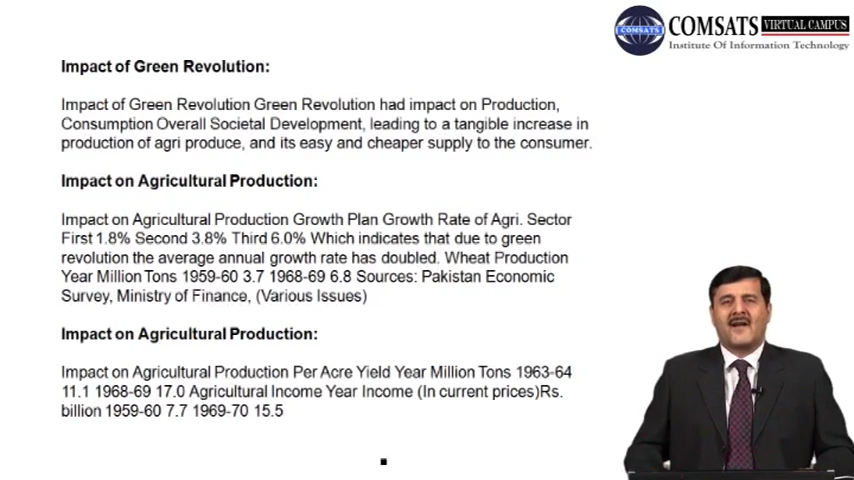 COMSATS
COMSATS VIRTUAL CAMPUS
Institute Of Information Technology
Impact of Green Revolution:
Impact of Green Revolution Green Revolution had impact on Production,
Consumption Overall Societal Development, leading to a tangible increase in
production of agri produce, and its easy and cheaper supply to the consumer.
Impact on Agricultural Production:
Impact on Agricultural Production Growth Plan Growth Rate of Agri. Sector
First 1.8% Second 3.8% Third 6.0% Which indicates that due to green
revolution the average annual growth rate has doubled. Wheat Production
Year Million Tons 1959-60 3.7 1968-69 6.8 Sources: Pakistan Economic
Survey, Ministry of Finance, (Various Issues)
Impact on Agricultural Production:
Impact on Agricultural Production Per Acre Yield Year Million Tons 1963-64
11.1 1968-69 17.0 Agricultural Income Year Income (In current prices)Rs.
billion 1959-60 7.7 1969-70 15.5